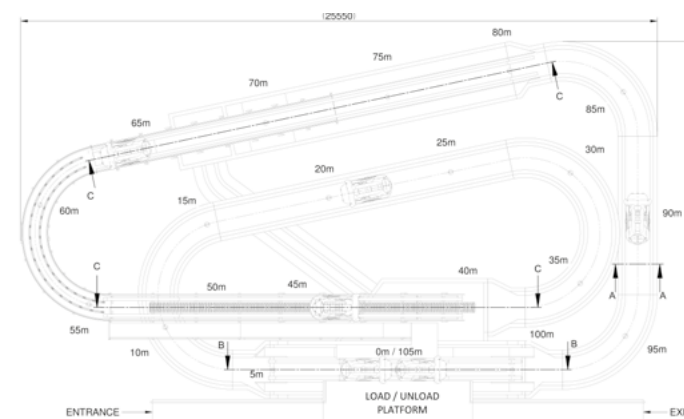 (25550)
80m
75m
70m
C
65m
85m
30m
25m
20m
C
15m
60m
90m
C
35m
C
50m
45m
40m
A
A
55m
100m
B
B
10m
0m / 105m
95m
5m
LOAD / UNLOAD
PLATFORM
ENTRANCE
EXI